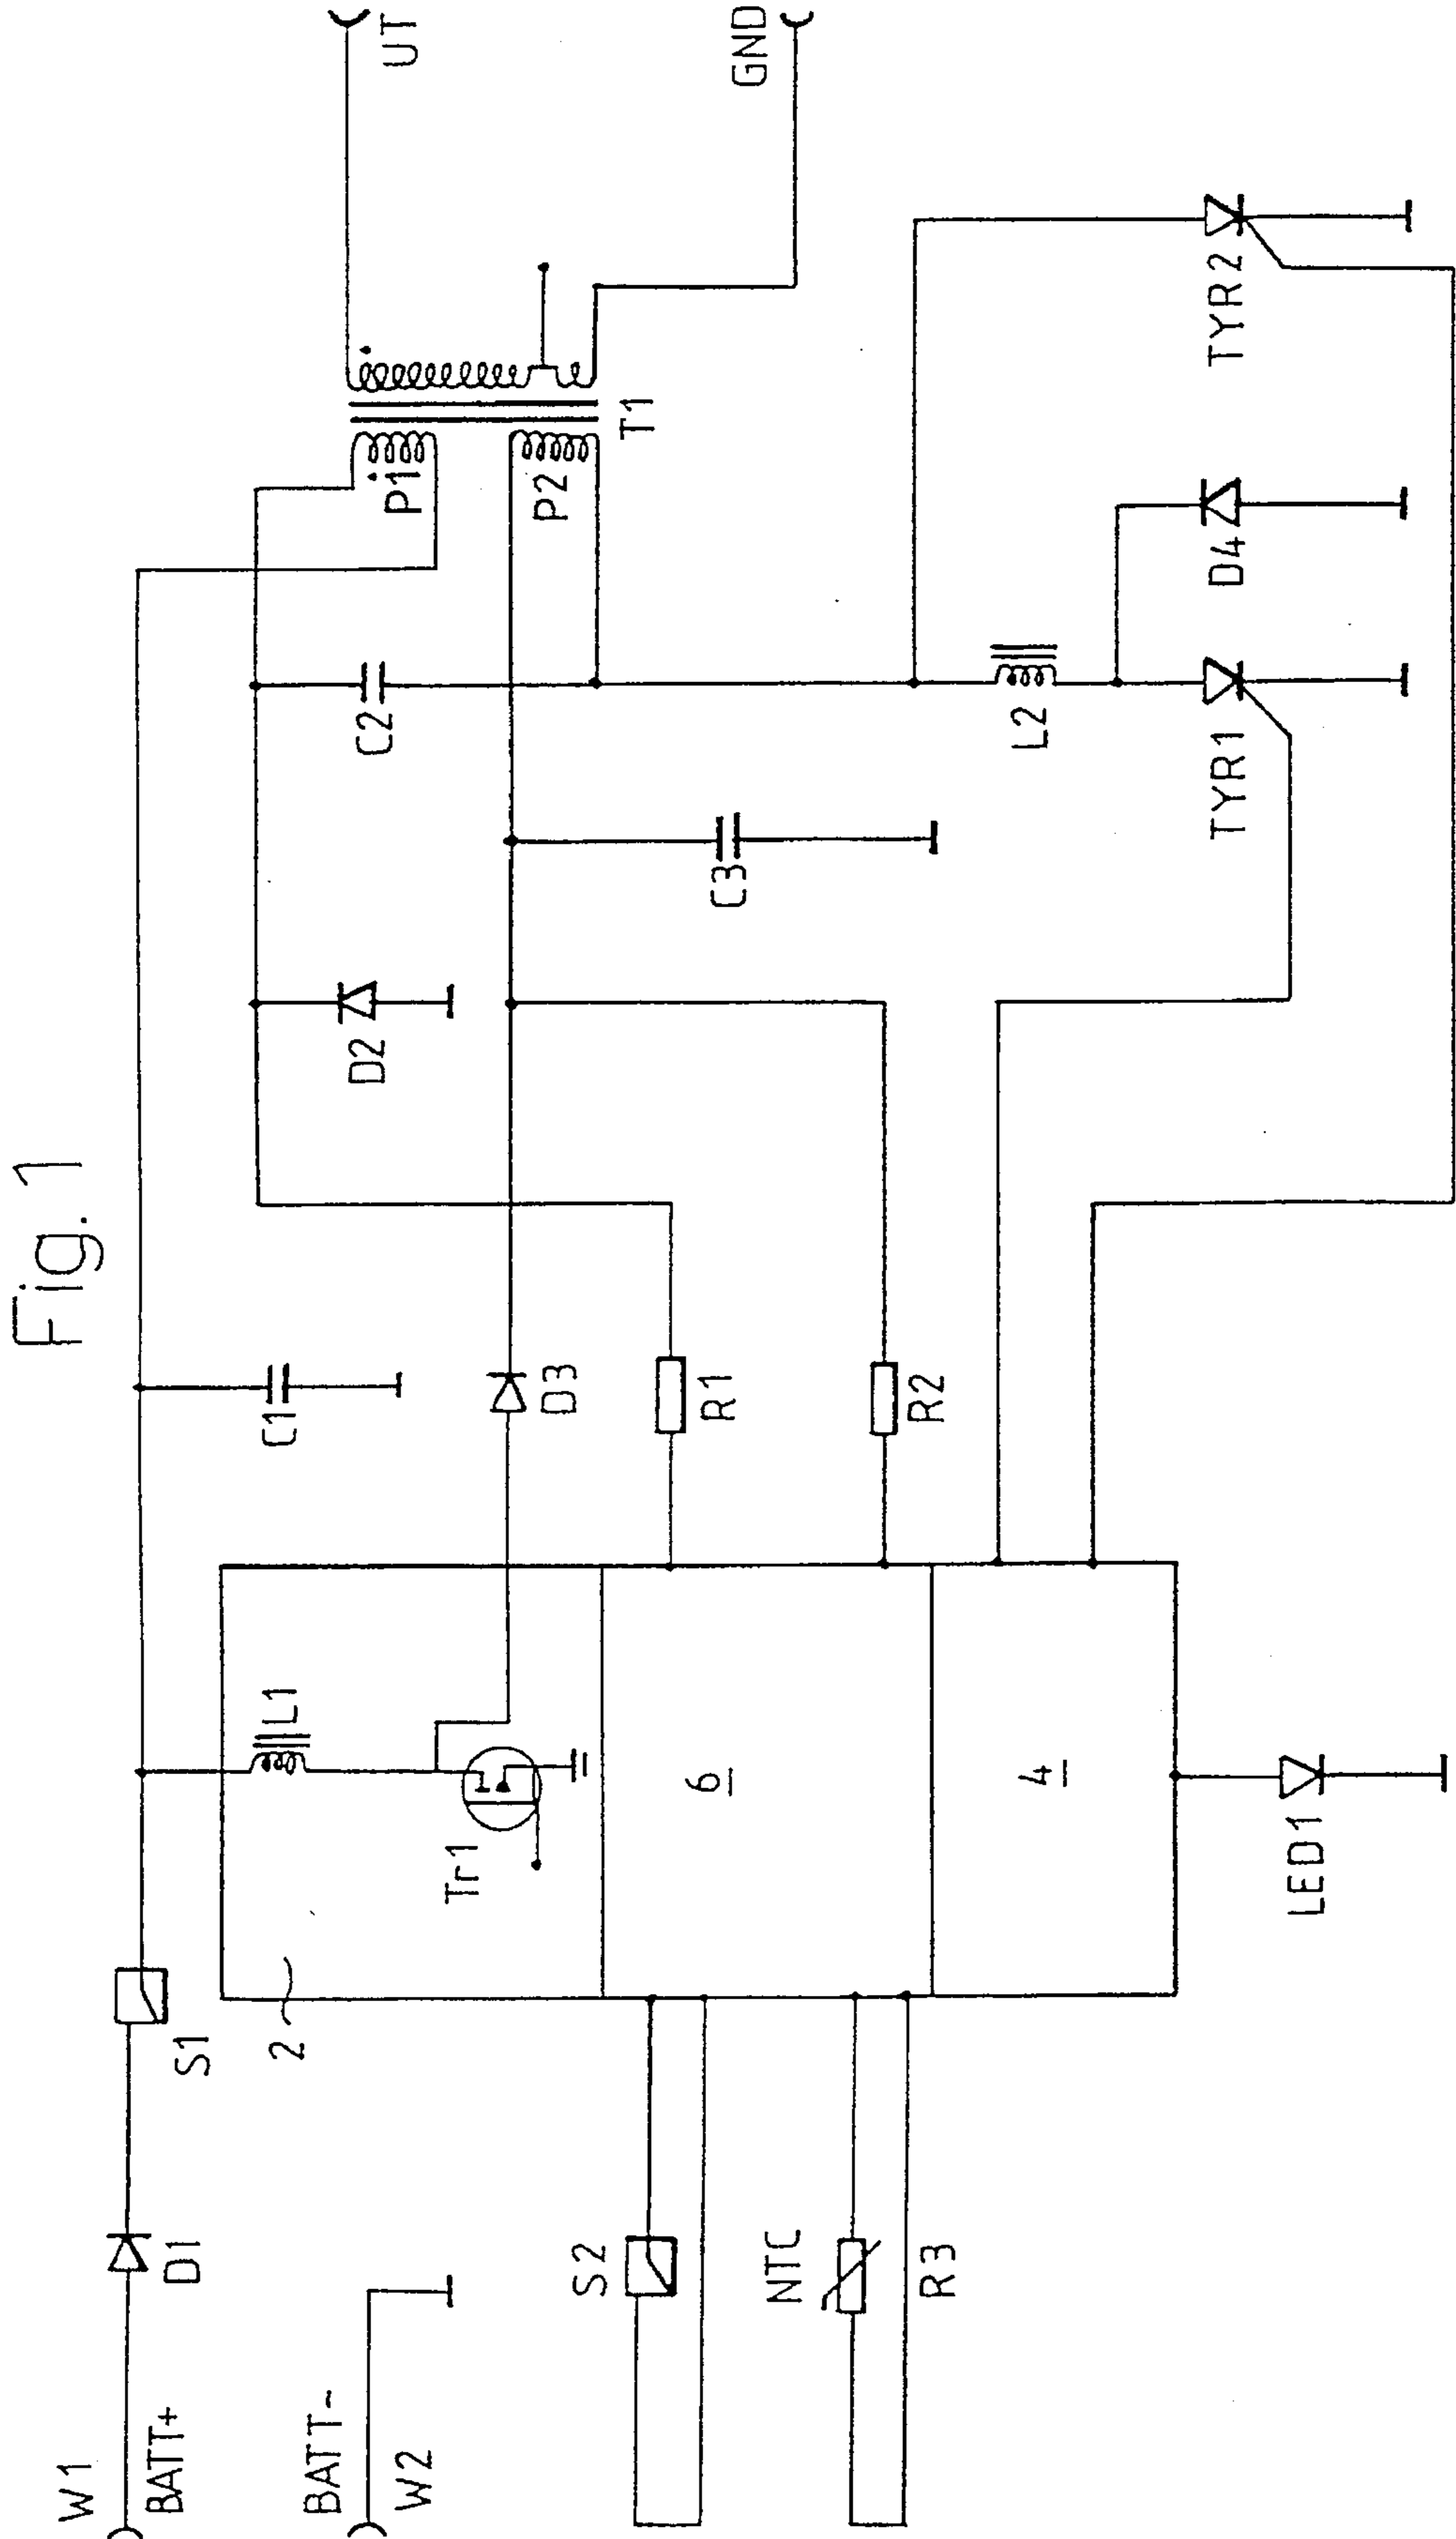 Fig. 1
W1
BATT+
D1
S1
BATT-
W2
2
L1
Tr1
C1
D3
D2
C2
P1
P2
T1
UT
GND
S2
NTC
R3
6
4
LED1
R1
R2
C3
L2
TYR1
D4
TYR2